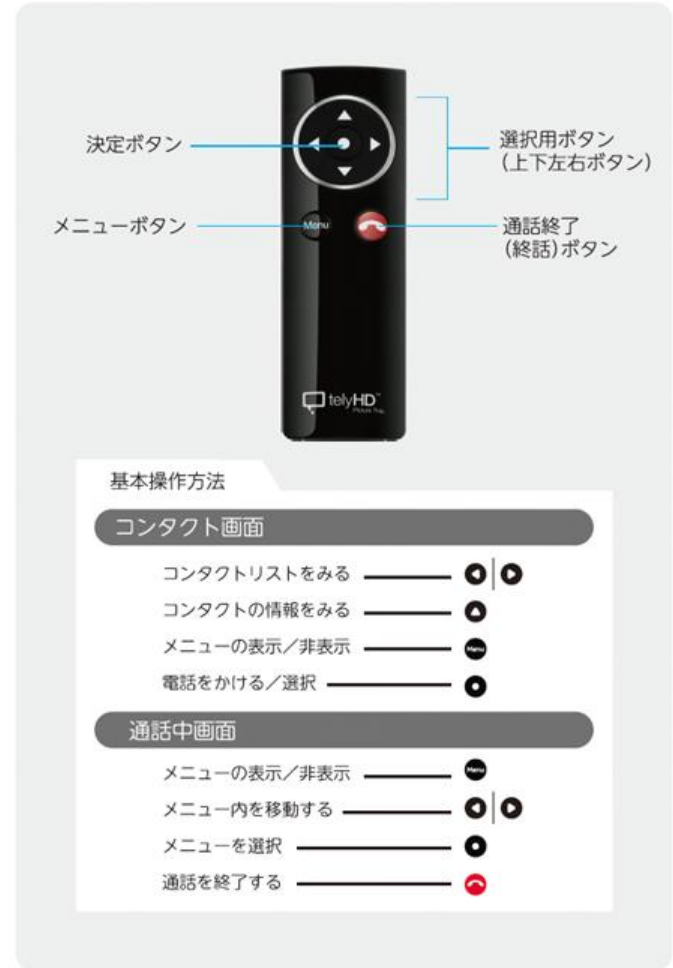 決定ボタン
選択用ボタン
(上下左右ボタン)
メニューボタン
Menu
通話終了
(終話)ボタン
telyHD™
基本操作方法
コンタクト画面
コンタクトリストをみる
コンタクトの情報をみる
メニューの表示/非表示
Menu
電話をかける/選択
通話中画面
メニューの表示/非表示
Menu
メニュー内を移動する
メニューを選択
通話を終了する